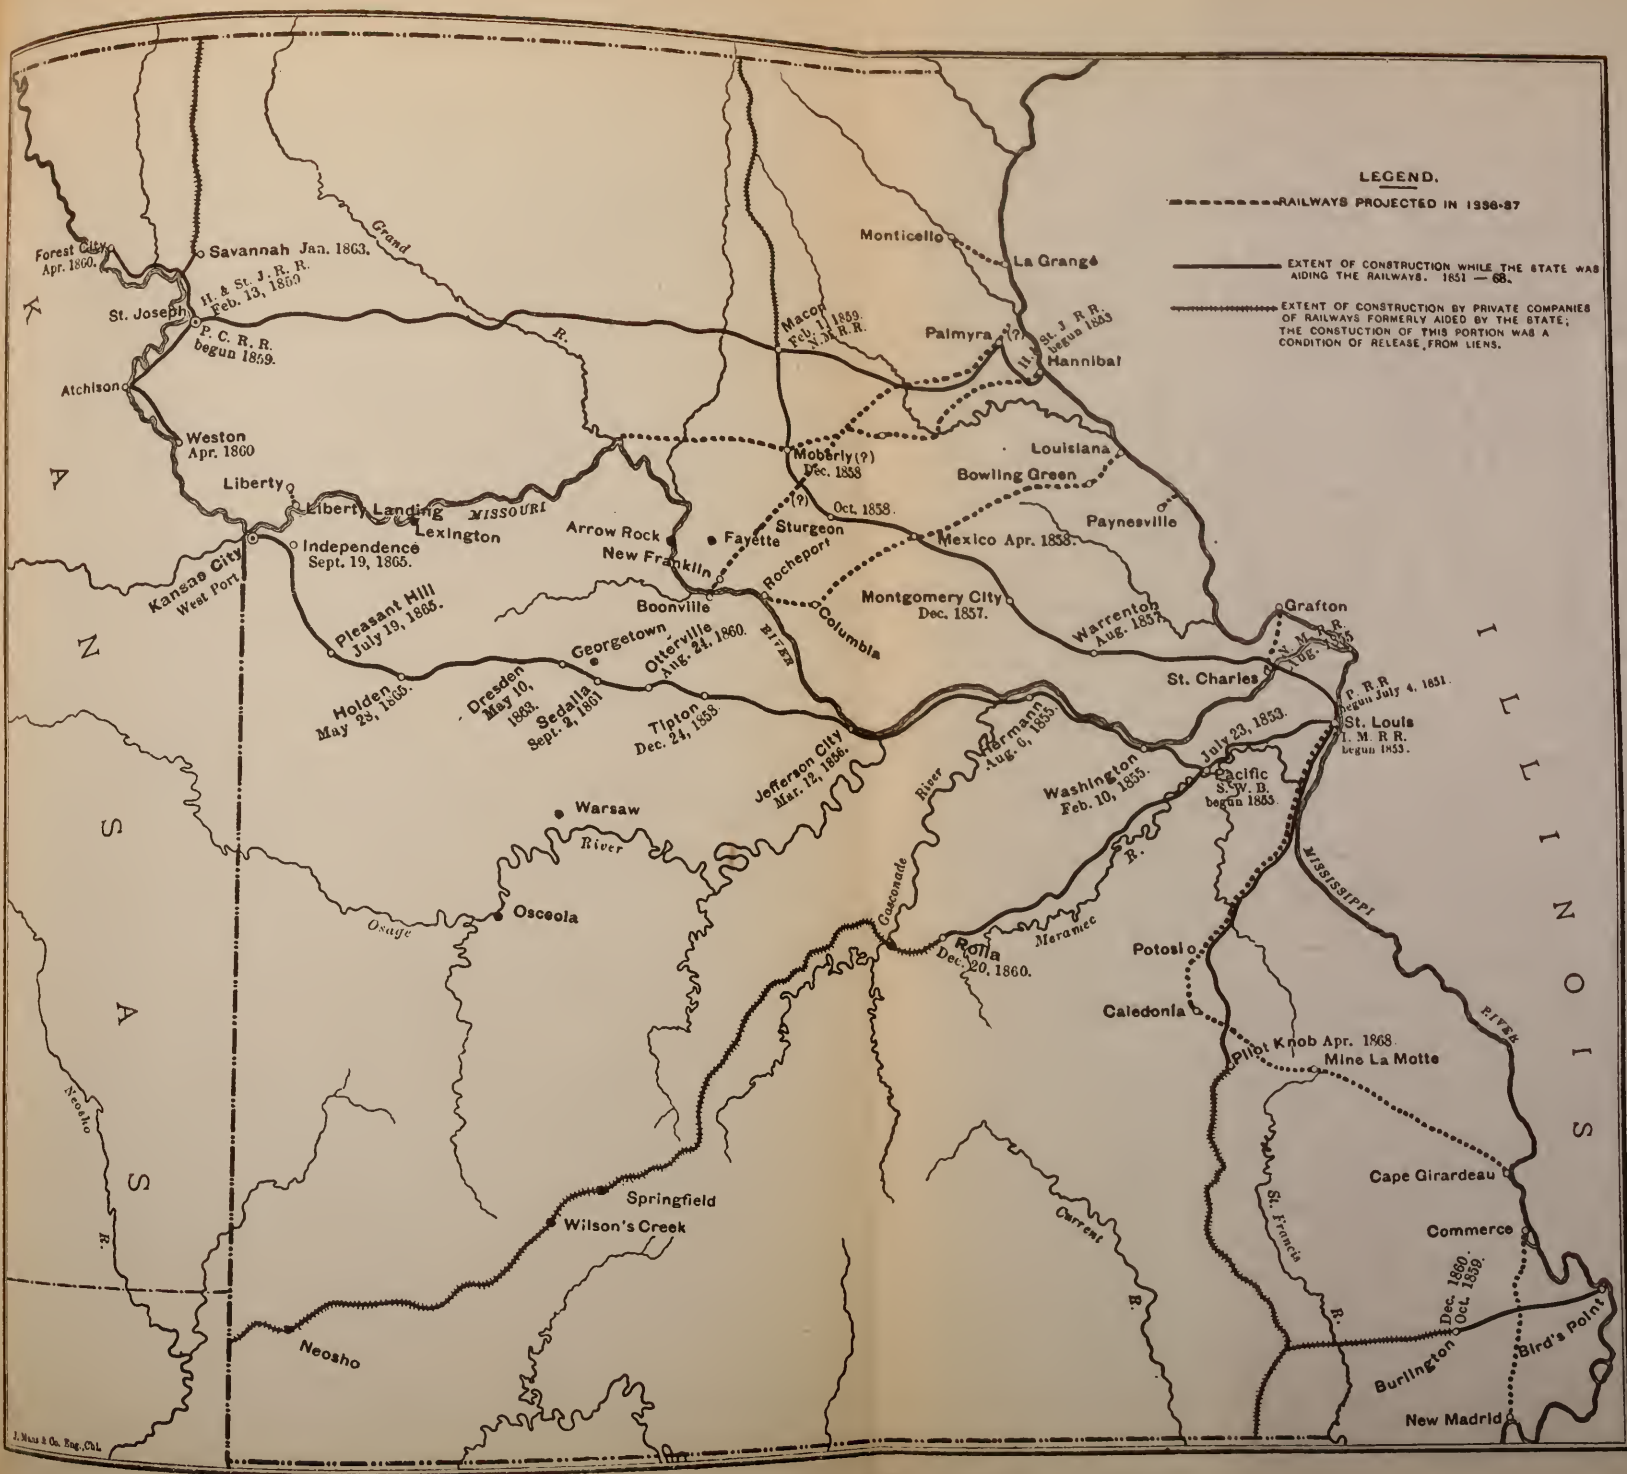 LEGEND.
RAILWAYS PROJECTED IN 1936-37
EXTENT OF CONSTRUCTION WHILE THE STATE WAS
AIDING THE RAILWAYS. 1851 — 68.
EXTENT OF CONSTRUCTION BY PRIVATE COMPANIES
OF RAILWAYS FORMERLY AIDED BY THE STATE;
THE CONSTUCTION OF THIS PORTION WAS A
CONDITION OF RELEASE FROM LIENS.
Grand
R.
Forest City
Apr. 1860.
Savannah Jan. 1863.
H. & St. J. R. R.
Feb. 13, 1859
St. Joseph
P. C. R. R.
begun 1859.
Atchison
Weston
Apr. 1860
Liberty
Liberty Landing
Lexington
MISSOURI
Independence
Sept. 19, 1865.
Kansas City
West Port
Monticello
La Grange
Macon
Feb. 1, 1859.
N. M. R. R.
Palmyra (?)
H. & St. J. R. R.
begun 1853
Hannibal
Moberly (?)
Dec. 1858
Louisiana
Bowling Green
(?)
Oct. 1858.
Sturgeon
Paynesville
Arrow Rock
Fayette
New Franklin
Rocheport
Mexico Apr. 1858.
Boonville
Columbia
RIVER
Montgomery City
Dec. 1857.
Warrenton
Aug. 1857.
Grafton
N. M. R. R.
Aug. 1855
St. Charles
P. R. R.
begun July 4, 1851.
St. Louis
I. M. R R.
begun 1853.
Pleasant Hill
July 19, 1865.
Holden
May 28, 1865.
Georgetown
Dresden
May 10,
1863.
Sedalia
Sept. 2, 1861
Otterville
Aug. 24, 1860.
Tipton
Dec. 24, 1858.
Jefferson City
Mar. 12, 1856.
Hermann
Aug. 6, 1855.
Washington
Feb. 10, 1855.
July 23, 1853.
Pacific
S. W. B.
begun 1855.
Warsaw
River
Osceola
Osage
River
Gasconade
R.
Meramec
Rolla
Dec. 20, 1860.
MISSISSIPPI
RIVER
Potosi
Caledonia
Pilot Knob Apr. 1868.
Mine La Motte
Neosho
R.
Springfield
Wilson's Creek
Neosho
Current
R.
St. Francis
R.
Cape Girardeau
Commerce
Dec. 1860.
Oct. 1859.
Burlington
Bird's Point
New Madrid
KANSAS
ILLINOIS